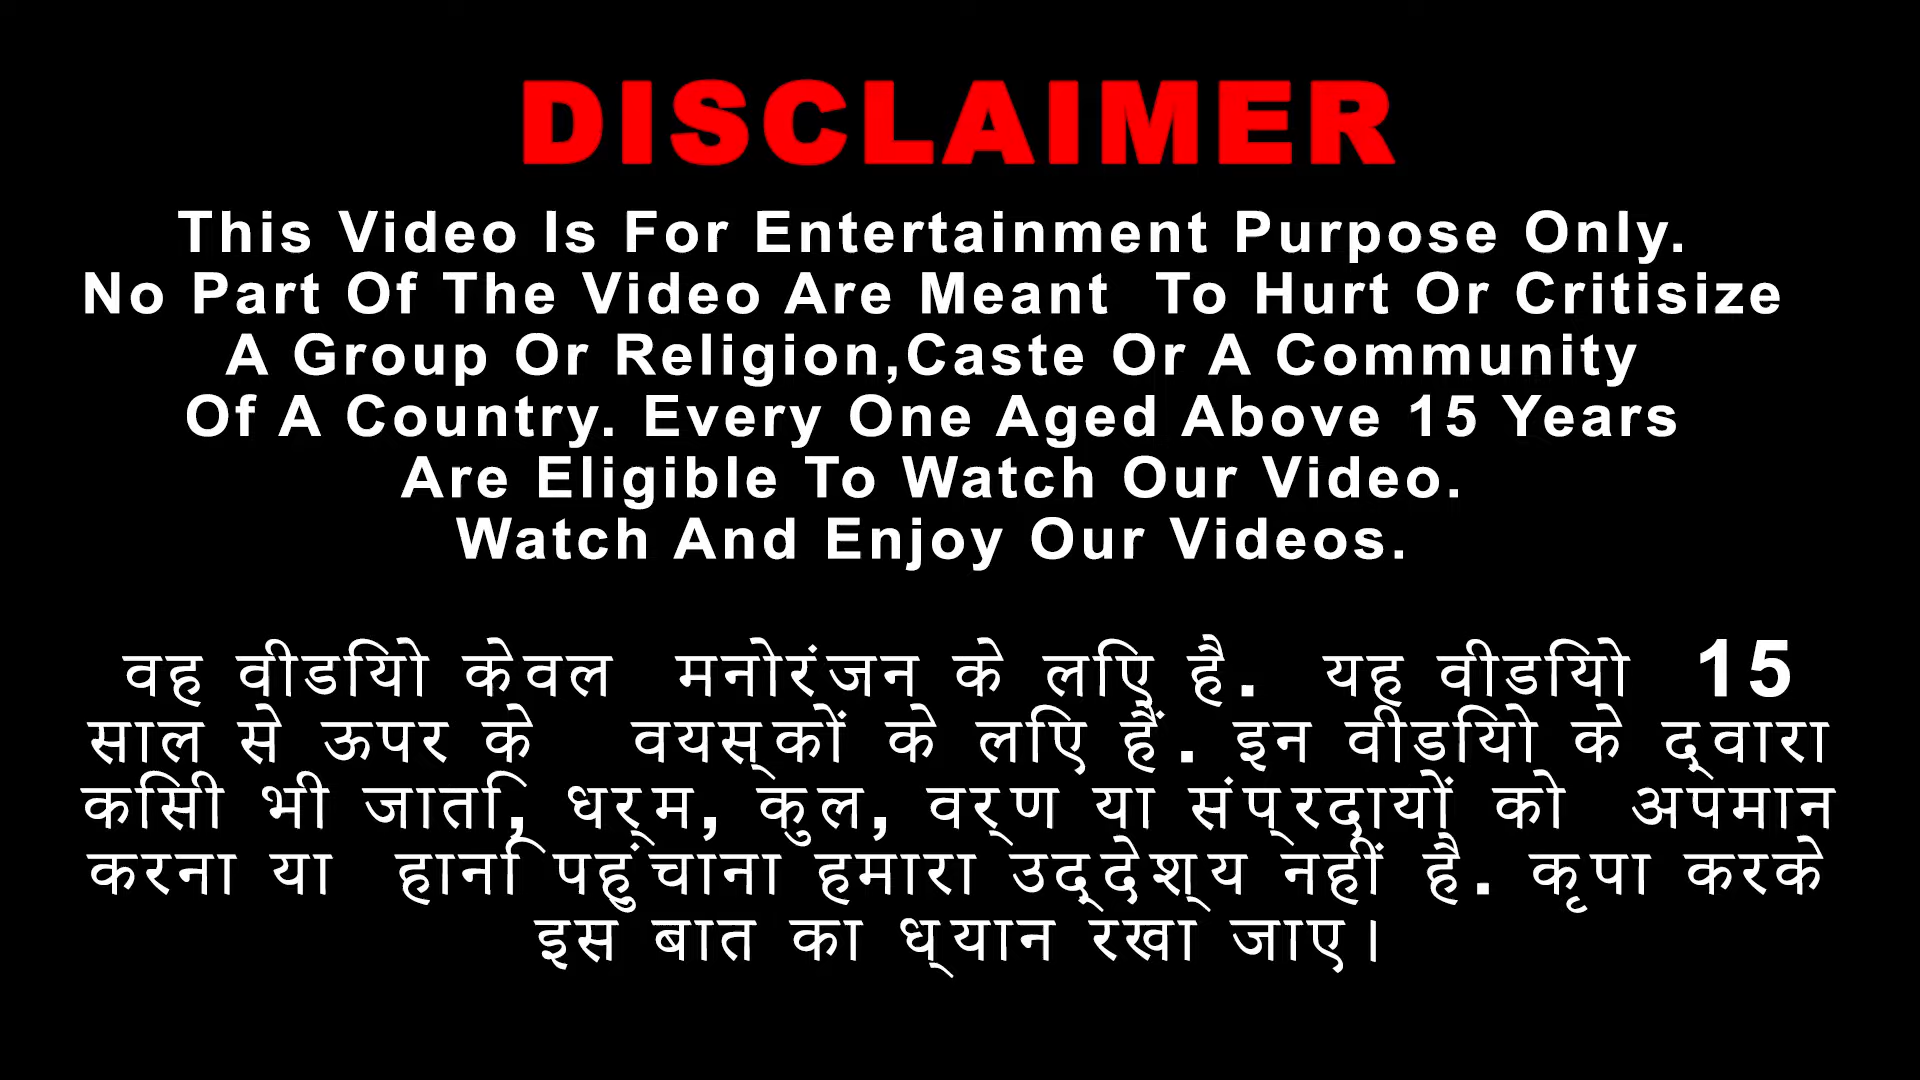 DISCLAIMER
This Video Is For Entertainment Purpose Only.
No Part Of The Video Are Meant To Hurt Or Critisize
A Group Or Religion,Caste Or A Community
Of A Country. Every One Aged Above 15 Years
Are Eligible To Watch Our Video.
Watch And Enjoy Our Videos.
वह वीडियो केवल मनोरंजन के लिए है. यह वीडियो 15
साल से ऊपर के वयस्कों के लिए हैं. इन वीडियो के द्वारा
किसी भी जाति, धर्म, कुल, वर्ण या संप्रदायों को अपमान
करना या हानि पहुंचाना हमारा उद्देश्य नहीं है. कृपा करके
इस बात का ध्यान रखा जाए।